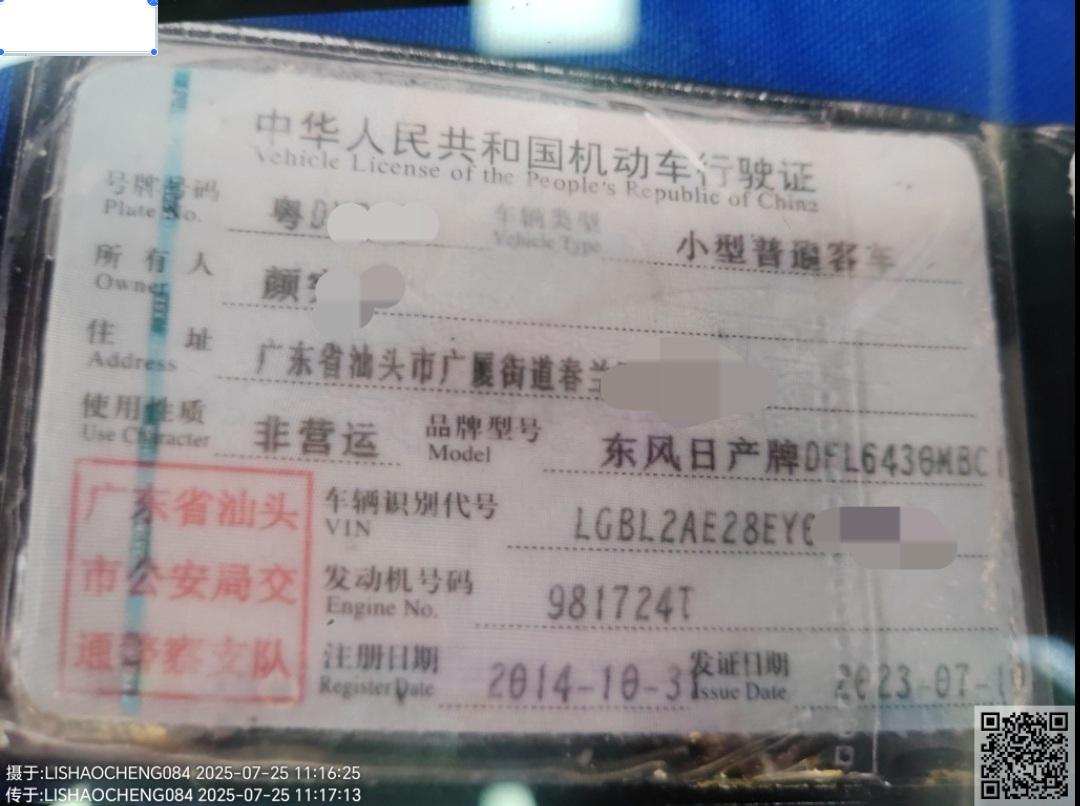 中华人民共和国机动车行驶证
Vehicle License of the People's Republic of China
号牌号码 粤D 车辆类型 小型普通客车
Plate No. Vehicle Type
所有人 颜
Owner
住址 广东省汕头市广厦街道春兰
Address
使用性质 非营运 品牌型号 东风日产牌DFL6430MBC1
Use Character Model
广东省汕头
市公安局交
通警察支队
车辆识别代号 LGBL2AE28EY
VIN
发动机号码 981724T
Engine No.
注册日期 2014-10-31 发证日期 2023-07-1
Register Date Issue Date
摄于:LISHAOCHENG084 2025-07-25 11:16:25
传于:LISHAOCHENG084 2025-07-25 11:17:13